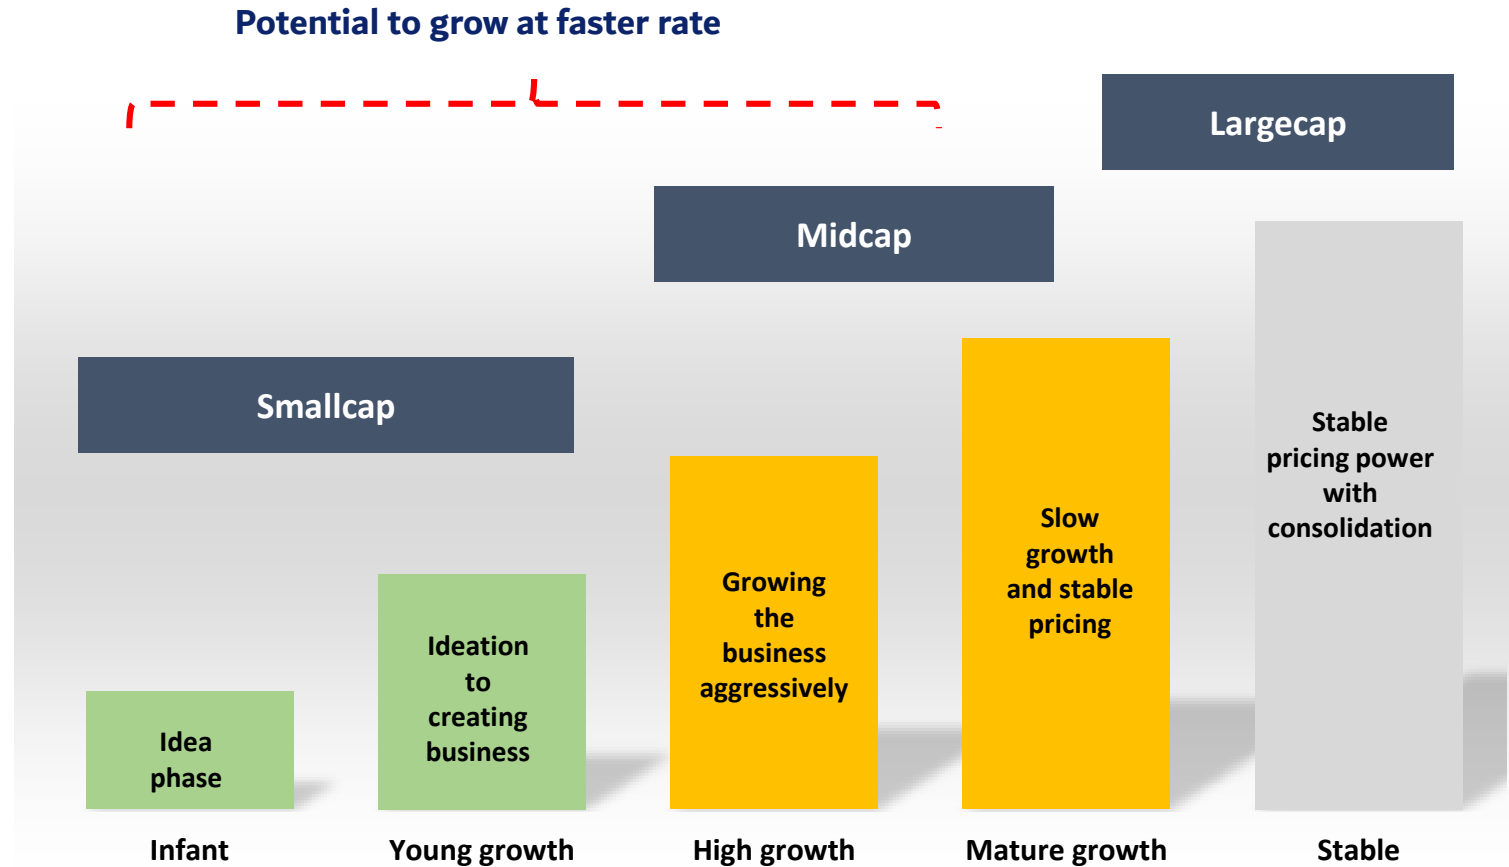 Potential to grow at faster rate
Largecap
Midcap
Smallcap
Idea
phase
Ideation
to
creating
business
Growing
the
business
aggressively
Slow
growth
and stable
pricing
Stable
pricing power
with
consolidation
Infant
Young growth
High growth
Mature growth
Stable